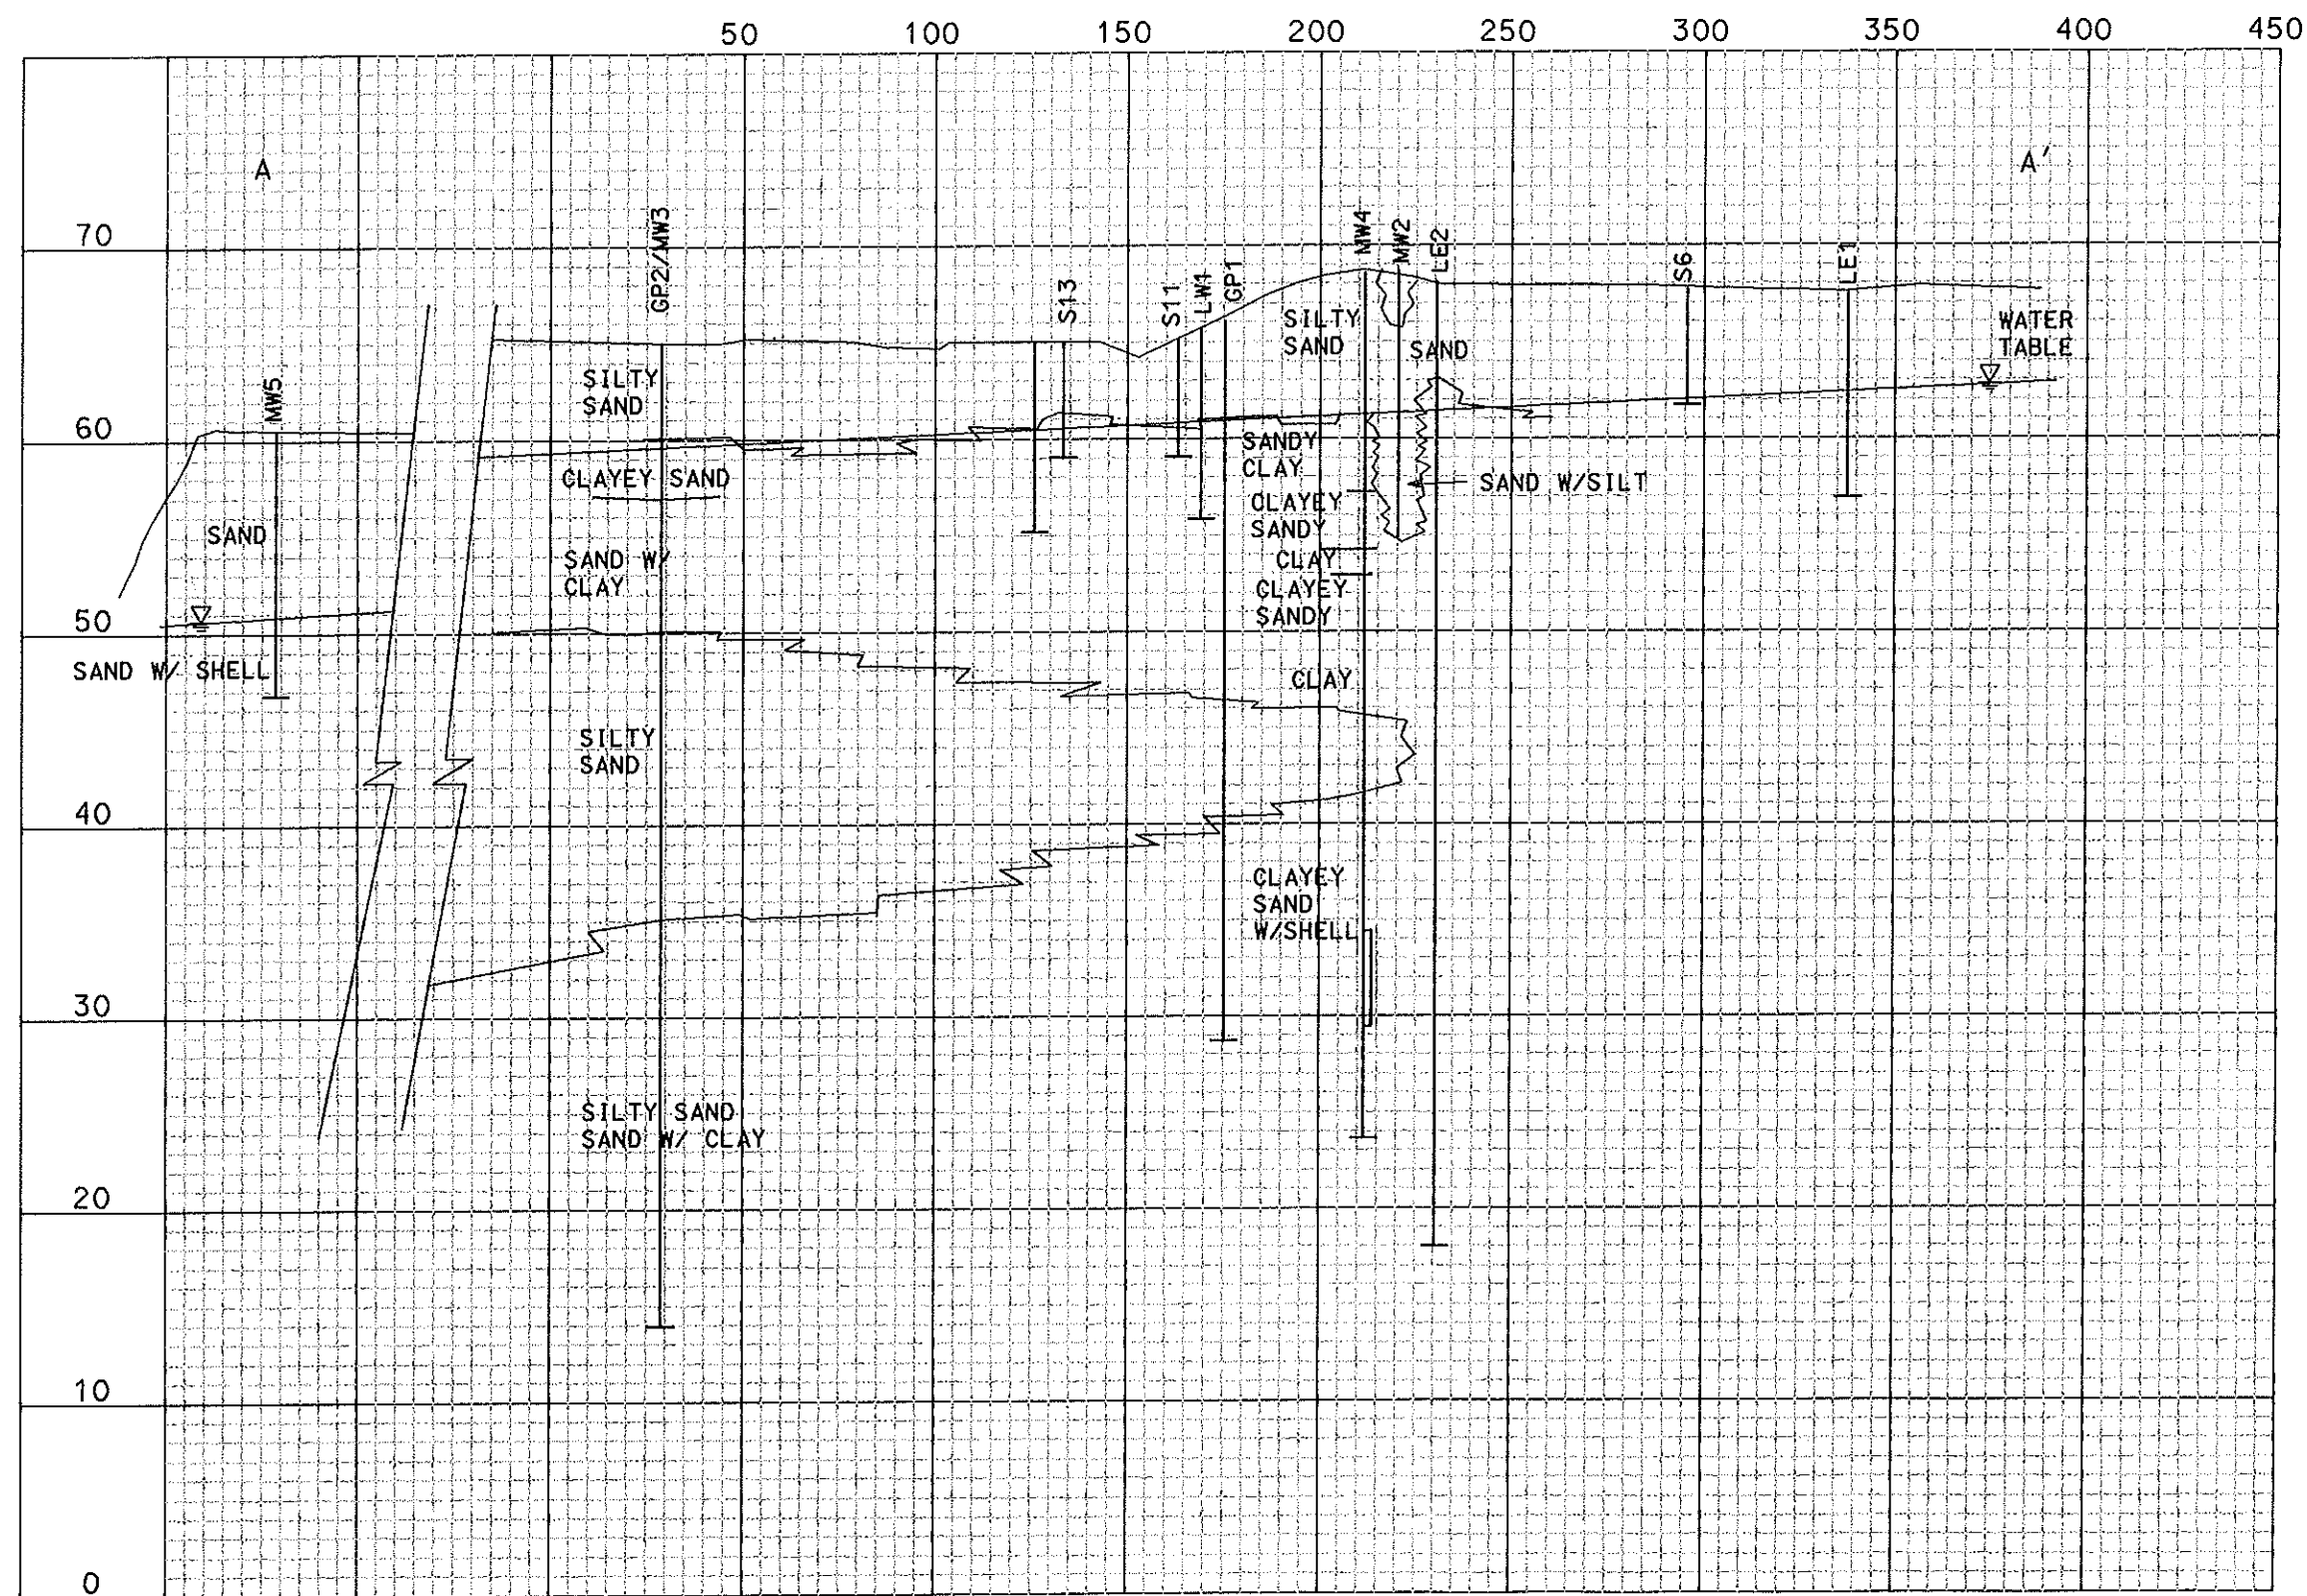 50 100 150 200 250 300 350 400 450
A
A'
70
GP2/MW3
MW4
MW2
LE2
S6
LE1
S13
S11
LW1
GP1
SILTY
SAND
SAND
WATER
TABLE
MW5
SILTY
SAND
60
SANDY
CLAY
CLAYEY SAND
SAND W/SILT
CLAYEY
SANDY
SAND
SAND W/
CLAY
CLAY
CLAYEY
SANDY
50
SAND W/ SHELL
CLAY
SILTY
SAND
40
CLAYEY
SAND
W/SHELL
30
SILTY SAND
SAND W/ CLAY
20
10
0